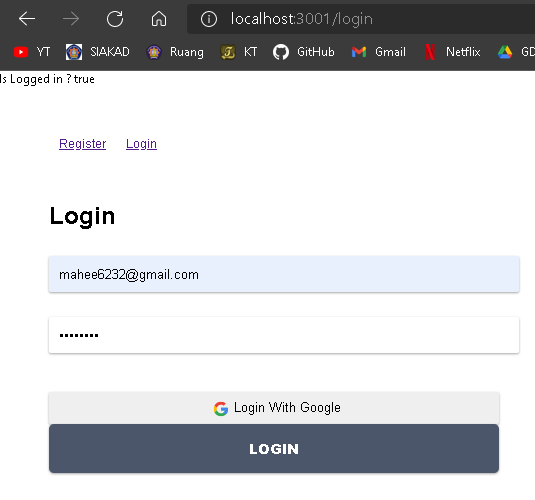 localhost:3001/login
YT SIAKAD Ruang KT GitHub Gmail Netflix GD
Is Logged in ? true
Register Login
Login
mahee6232@gmail.com
••••••••
Login With Google
LOGIN